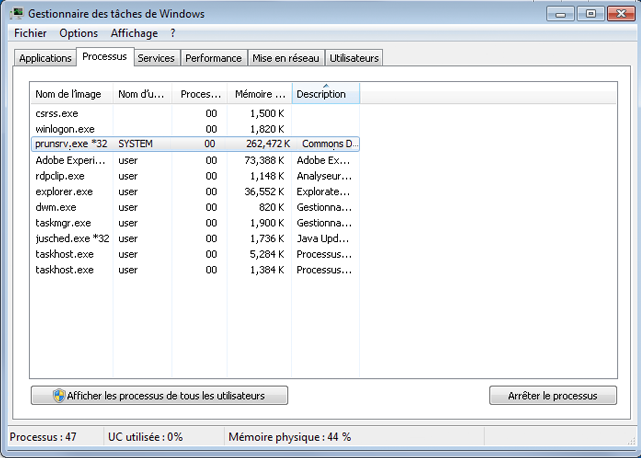 Gestionnaire des tâches de Windows
Fichier Options Affichage ?
Applications Processus Services Performance Mise en réseau Utilisateurs
Nom de l'image Nom d'u... Proces... Mémoire ... Description
csrss.exe 00 1,500 K
winlogon.exe 00 1,820 K
prunsrv.exe *32 SYSTEM 00 262,472 K Commons D...
Adobe Experi... user 00 73,388 K Adobe Ex...
rdpclip.exe user 00 1,148 K Analyseur...
explorer.exe user 00 36,552 K Explorate...
dwm.exe user 00 820 K Gestionna...
taskmgr.exe user 00 1,900 K Gestionna...
jusched.exe *32 user 00 1,736 K Java Upd...
taskhost.exe user 00 5,284 K Processus...
taskhost.exe user 00 1,384 K Processus...
Afficher les processus de tous les utilisateurs Arrêter le processus
Processus : 47 UC utilisée : 0% Mémoire physique : 44 %